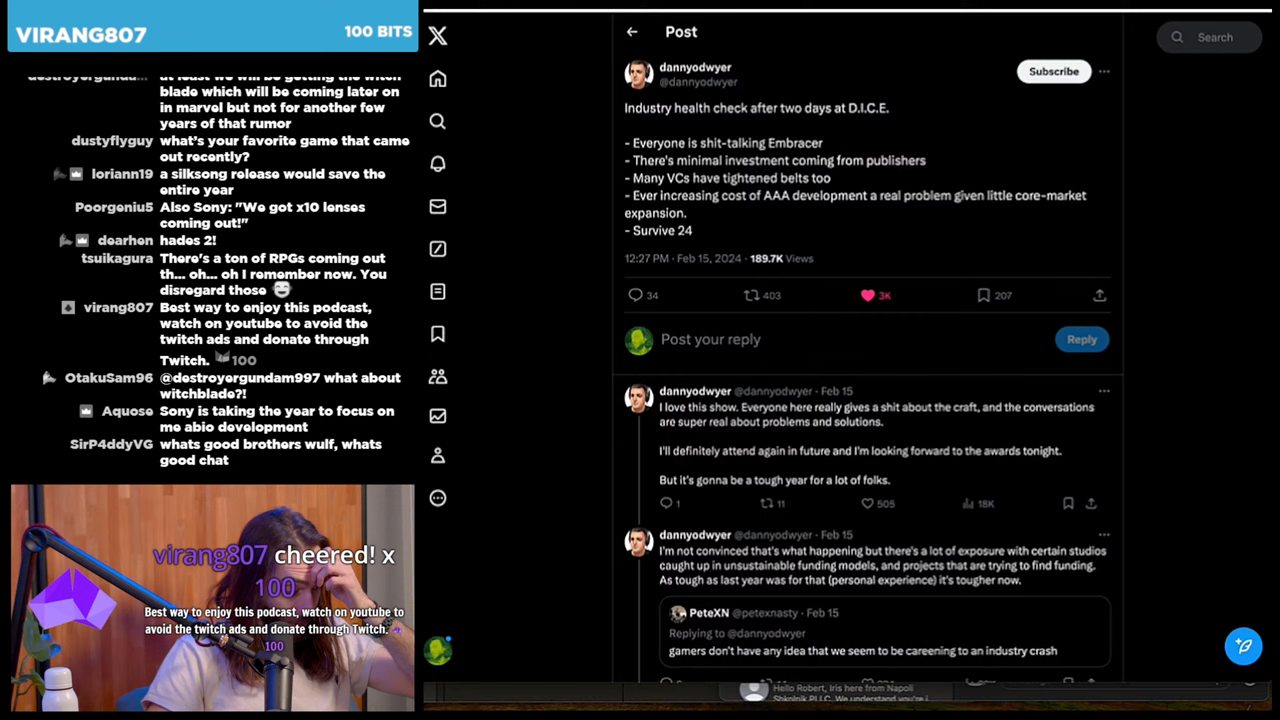 VIRANG807
100 BITS
destroyergunda...
at least we will be getting the witch
blade which will be coming later on
in marvel but not for another few
years of that rumor
dustyflyguy what's your favorite game that came
out recently?
loriann19 a silksong release would save the
entire year
Poorgeniu5 Also Sony: "We got x10 lenses
coming out!"
dearhen hades 2!
tsuikagura There's a ton of RPGs coming out
th... oh... oh I remember now. You
disregard those
virang807 Best way to enjoy this podcast,
watch on youtube to avoid the
twitch ads and donate through
Twitch. 100
OtakuSam96 @destroyergundam997 what about
witchblade?!
Aquose Sony is taking the year to focus on
me abio development
SirP4ddyVG whats good brothers wulf, whats
good chat
virang807 cheered! x
100
Best way to enjoy this podcast, watch on youtube to
avoid the twitch ads and donate through Twitch.
100
Post
Search
dannyodwyer
@dannyodwyer
Subscribe
Industry health check after two days at D.I.C.E.
- Everyone is shit-talking Embracer
- There's minimal investment coming from publishers
- Many VCs have tightened belts too
- Ever increasing cost of AAA development a real problem given little core-market
expansion.
- Survive 24
12:27 PM · Feb 15, 2024 · 189.7K Views
34 403 3K 207
Post your reply
Reply
dannyodwyer @dannyodwyer · Feb 15
I love this show. Everyone here really gives a shit about the craft, and the conversations
are super real about problems and solutions.
I'll definitely attend again in future and I'm looking forward to the awards tonight.
But it's gonna be a tough year for a lot of folks.
1 11 505 18K
dannyodwyer @dannyodwyer · Feb 15
I'm not convinced that's what happening but there's a lot of exposure with certain studios
caught up in unsustainable funding models, and projects that are trying to find funding.
As tough as last year was for that (personal experience) it's tougher now.
PeteXN @petexnasty · Feb 15
Replying to @dannyodwyer
gamers don't have any idea that we seem to be careening to an industry crash
Hello Robert, Iris here from Napoli
Shkolnik PLLC. We understand you're i